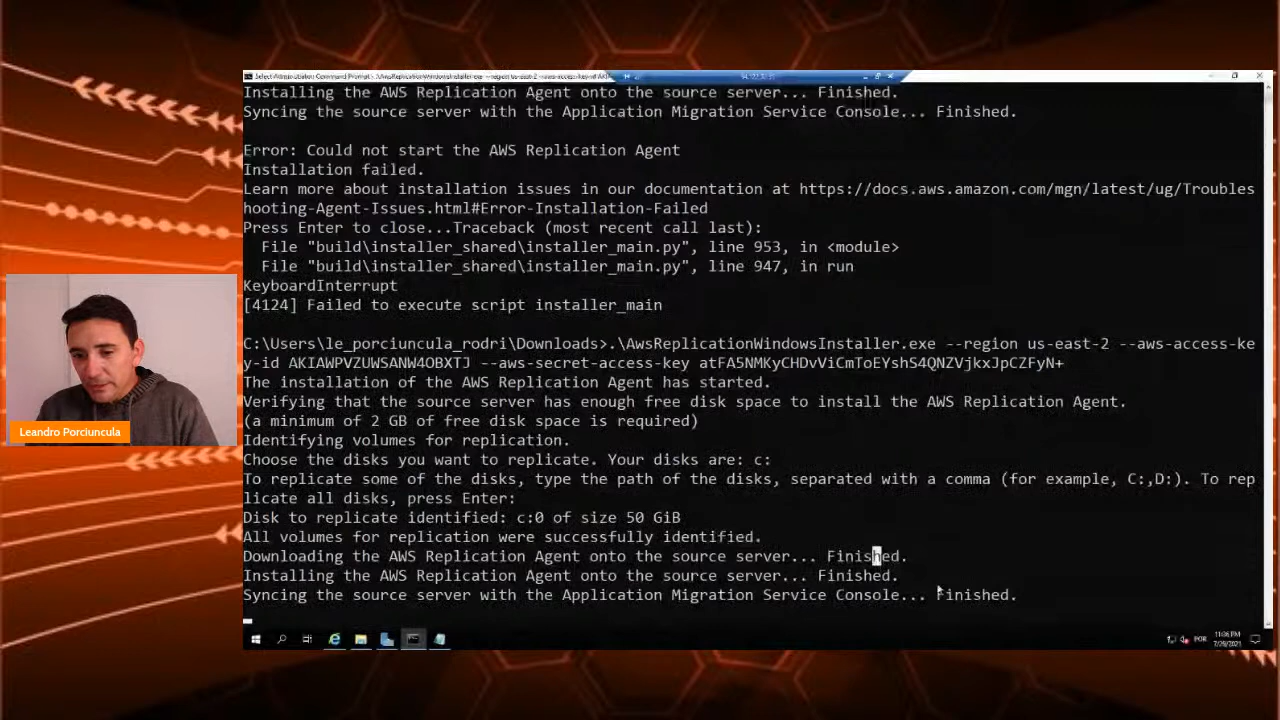 Installing the AWS Replication Agent onto the source server... Finished.
Syncing the source server with the Application Migration Service Console... Finished.
Error: Could not start the AWS Replication Agent
Installation failed.
Learn more about installation issues in our documentation at https://docs.aws.amazon.com/mgn/latest/ug/Troubles
hooting-Agent-Issues.html#Error-Installation-Failed
Press Enter to close...Traceback (most recent call last):
File "build\installer_shared\installer_main.py", line 953, in <module>
File "build\installer_shared\installer_main.py", line 947, in run
KeyboardInterrupt
[4124] Failed to execute script installer_main
C:\Users\le_porciuncula_rodri\Downloads>.\AwsReplicationWindowsInstaller.exe --region us-east-2 --aws-access-ke
y-id AKIAWPVZUWSANW4OBXTJ --aws-secret-access-key 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
The installation of the AWS Replication Agent has started.
Verifying that the source server has enough free disk space to install the AWS Replication Agent.
(a minimum of 2 GB of free disk space is required)
Identifying volumes for replication.
Choose the disks you want to replicate. Your disks are: c:
To replicate some of the disks, type the path of the disks, separated with a comma (for example, C:,D:). To rep
licate all disks, press Enter:
Disk to replicate identified: c:0 of size 50 GiB
All volumes for replication were successfully identified.
Downloading the AWS Replication Agent onto the source server... Finished.
Installing the AWS Replication Agent onto the source server... Finished.
Syncing the source server with the Application Migration Service Console... Finished.
Leandro Porciuncula
POR
11:06 PM
7/20/2021